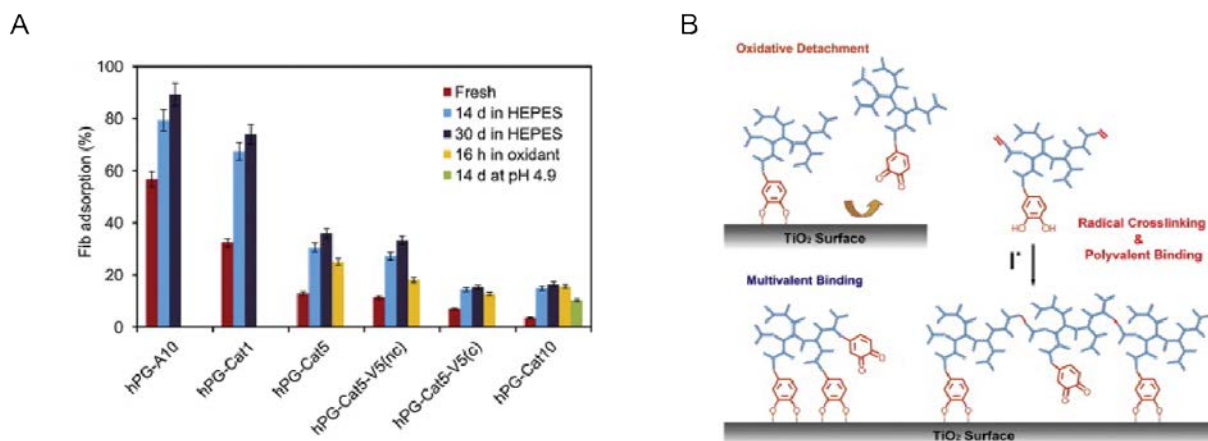 A
Fib adsorption (%)
100
80
60
40
20
0
Fresh
14 d in HEPES
30 d in HEPES
16 h in oxidant
14 d at pH 4.9
hPG-A10
hPG-Cat1
hPG-Cat5
hPG-Cat5-V5(nc)
hPG-Cat5-V5(c)
hPG-Cat10
B
Oxidative Detachment
O O
O O
TiO₂ Surface
HO OH
Radical Crosslinking
&
Polyvalent Binding
I*
Multivalent Binding
O O
O O O O
O O
O O O O
TiO₂ Surface